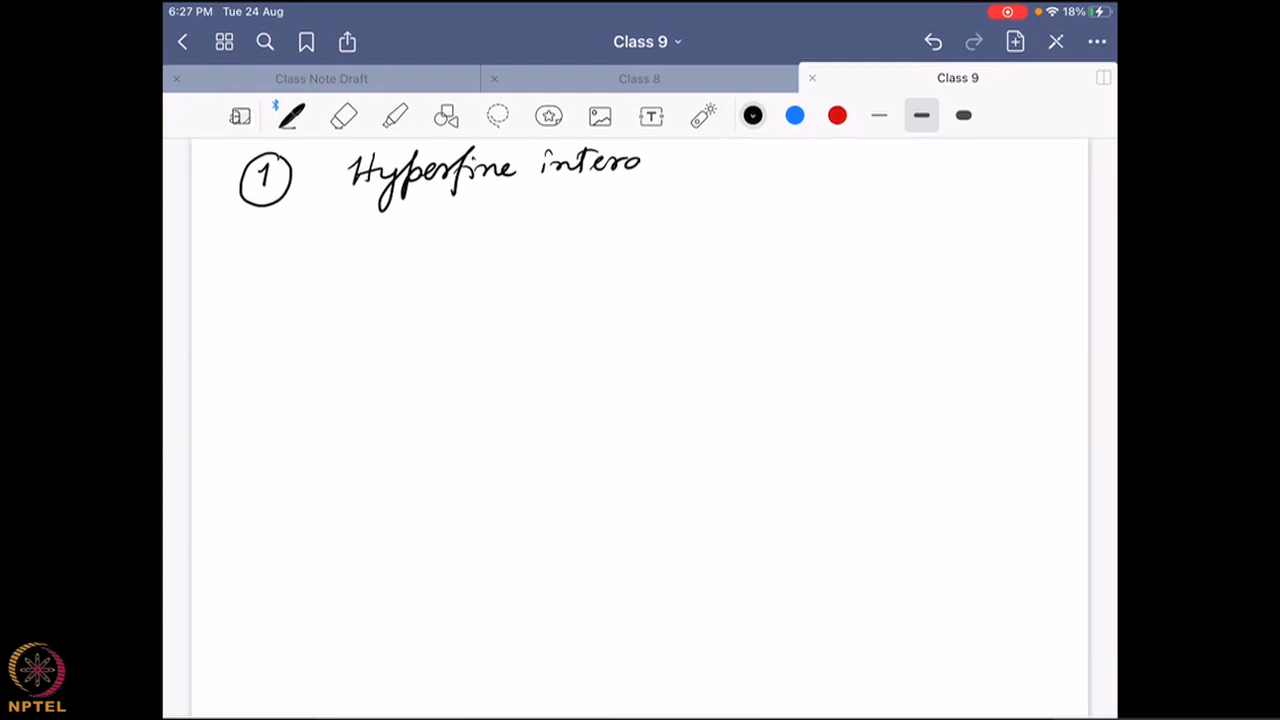 6:27 PM Tue 24 Aug 18%
Class 9
Class Note Draft Class 8 Class 9
T
1 Hyperfine intero
NPTEL